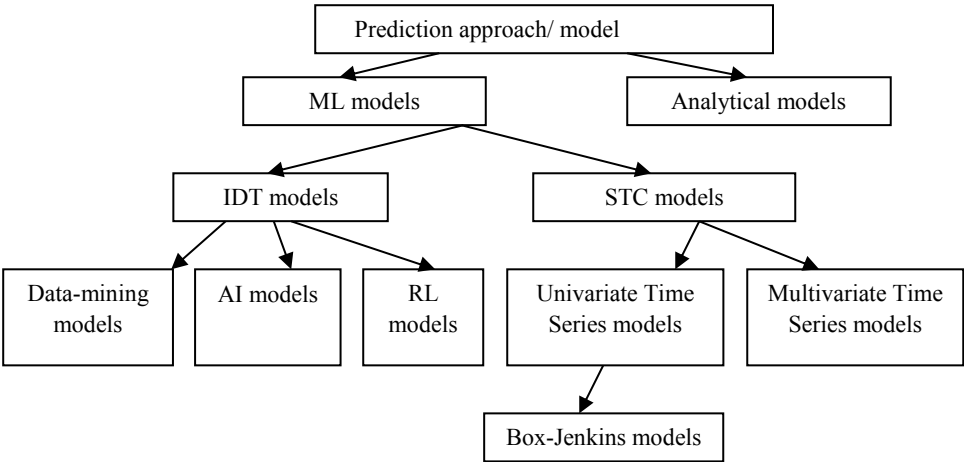 Prediction approach/ model
ML models
Analytical models
IDT models
STC models
Data-mining
models
AI models
RL
models
Univariate Time
Series models
Multivariate Time
Series models
Box-Jenkins models